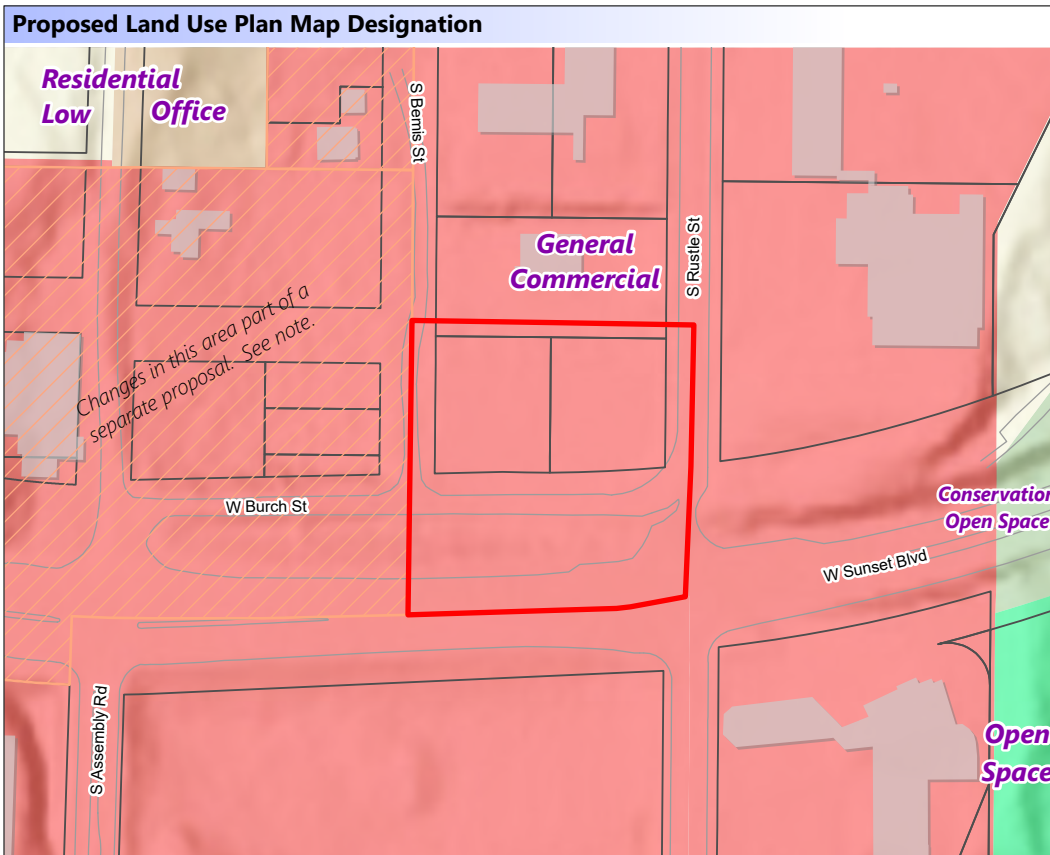 Proposed Land Use Plan Map Designation
Residential
Low
Office
S Bemis St
S Rustle St
General
Commercial
Changes in this area part of a
separate proposal. See note.
W Burch St
Conservation
Open Space
W Sunset Blvd
S Assembly Rd
Open
Space